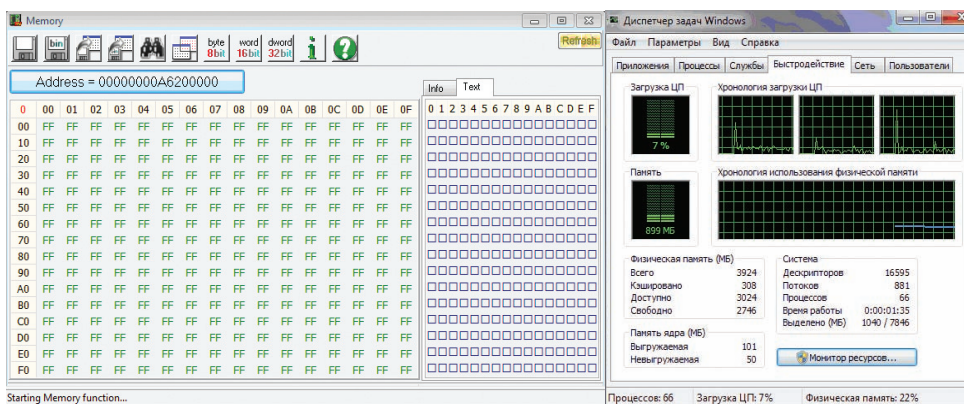 Memory
bin
byte 8bit
word 16bit
dword 32bit
Refresh
Address = 00000000A6200000
Info Text
0 00 01 02 03 04 05 06 07 08 09 0A 0B 0C 0D 0E 0F 0 1 2 3 4 5 6 7 8 9 A B C D E F
00 FF FF FF FF FF FF FF FF FF FF FF FF FF FF FF FF
10 FF FF FF FF FF FF FF FF FF FF FF FF FF FF FF FF
20 FF FF FF FF FF FF FF FF FF FF FF FF FF FF FF FF
30 FF FF FF FF FF FF FF FF FF FF FF FF FF FF FF FF
40 FF FF FF FF FF FF FF FF FF FF FF FF FF FF FF FF
50 FF FF FF FF FF FF FF FF FF FF FF FF FF FF FF FF
60 FF FF FF FF FF FF FF FF FF FF FF FF FF FF FF FF
70 FF FF FF FF FF FF FF FF FF FF FF FF FF FF FF FF
80 FF FF FF FF FF FF FF FF FF FF FF FF FF FF FF FF
90 FF FF FF FF FF FF FF FF FF FF FF FF FF FF FF FF
A0 FF FF FF FF FF FF FF FF FF FF FF FF FF FF FF FF
B0 FF FF FF FF FF FF FF FF FF FF FF FF FF FF FF FF
C0 FF FF FF FF FF FF FF FF FF FF FF FF FF FF FF FF
D0 FF FF FF FF FF FF FF FF FF FF FF FF FF FF FF FF
E0 FF FF FF FF FF FF FF FF FF FF FF FF FF FF FF FF
F0 FF FF FF FF FF FF FF FF FF FF FF FF FF FF FF FF
Starting Memory function...
Диспетчер задач Windows
Файл Параметры Вид Справка
Приложения Процессы Службы Быстродействие Сеть Пользователи
Загрузка ЦП
7 %
Хронология загрузки ЦП
Память
899 МБ
Хронология использования физической памяти
Физическая память (МБ)
Всего 3924
Кэшировано 308
Доступно 3024
Свободно 2746
Система
Дескрипторов 16595
Потоков 881
Процессов 66
Время работы 0:00:01:35
Выделено (МБ) 1040 / 7846
Память ядра (МБ)
Выгружаемая 101
Невыгружаемая 50
Монитор ресурсов...
Процессов: 66 Загрузка ЦП: 7% Физическая память: 22%